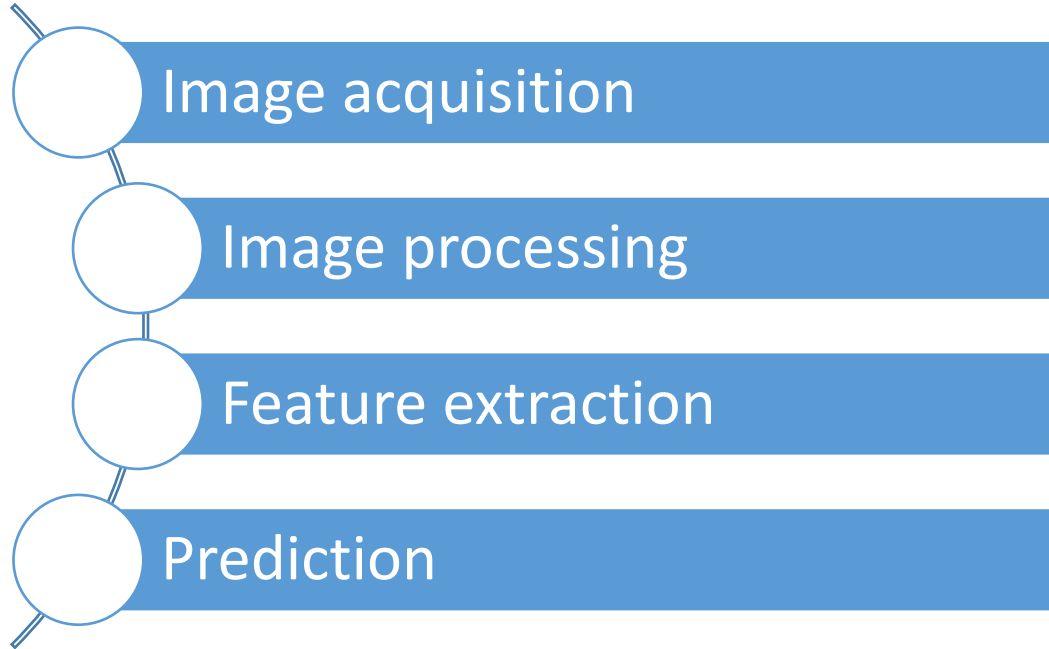 Image acquisition
Image processing
Feature extraction
Prediction